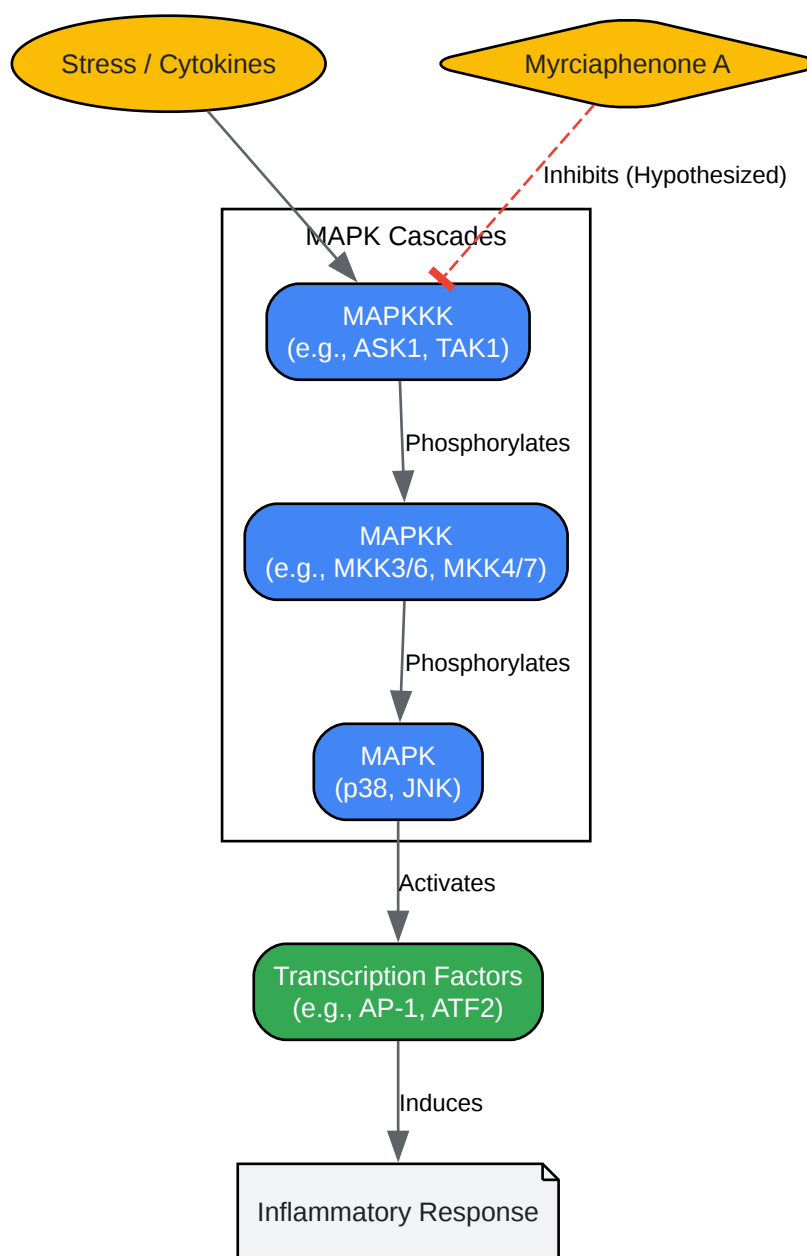 Stress / Cytokines
Myrciaphenone A
Inhibits (Hypothesized)
MAPK Cascades
MAPKKK
(e.g., ASK1, TAK1)
Phosphorylates
MAPKK
(e.g., MKK3/6, MKK4/7)
Phosphorylates
MAPK
(p38, JNK)
Activates
Transcription Factors
(e.g., AP-1, ATF2)
Induces
Inflammatory Response